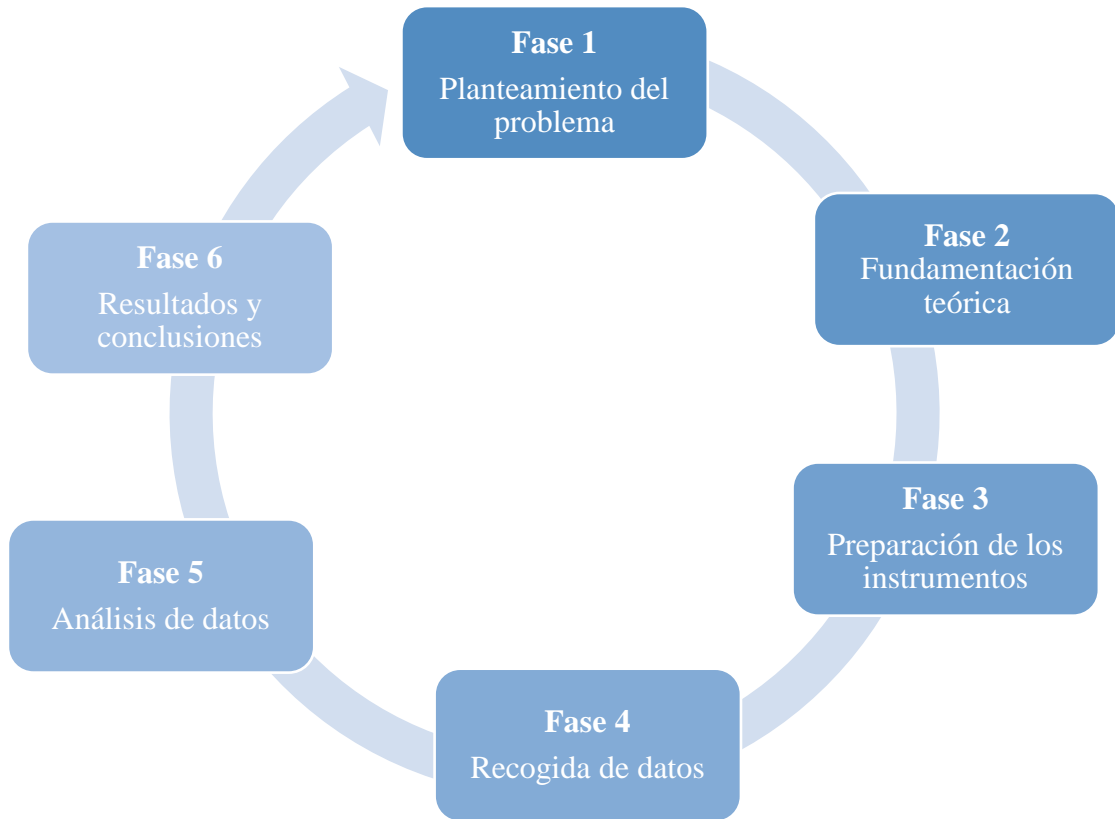 Fase 1
Planteamiento del
problema
Fase 2
Fundamentación
teórica
Fase 3
Preparación de los
instrumentos
Fase 4
Recogida de datos
Fase 5
Análisis de datos
Fase 6
Resultados y
conclusiones